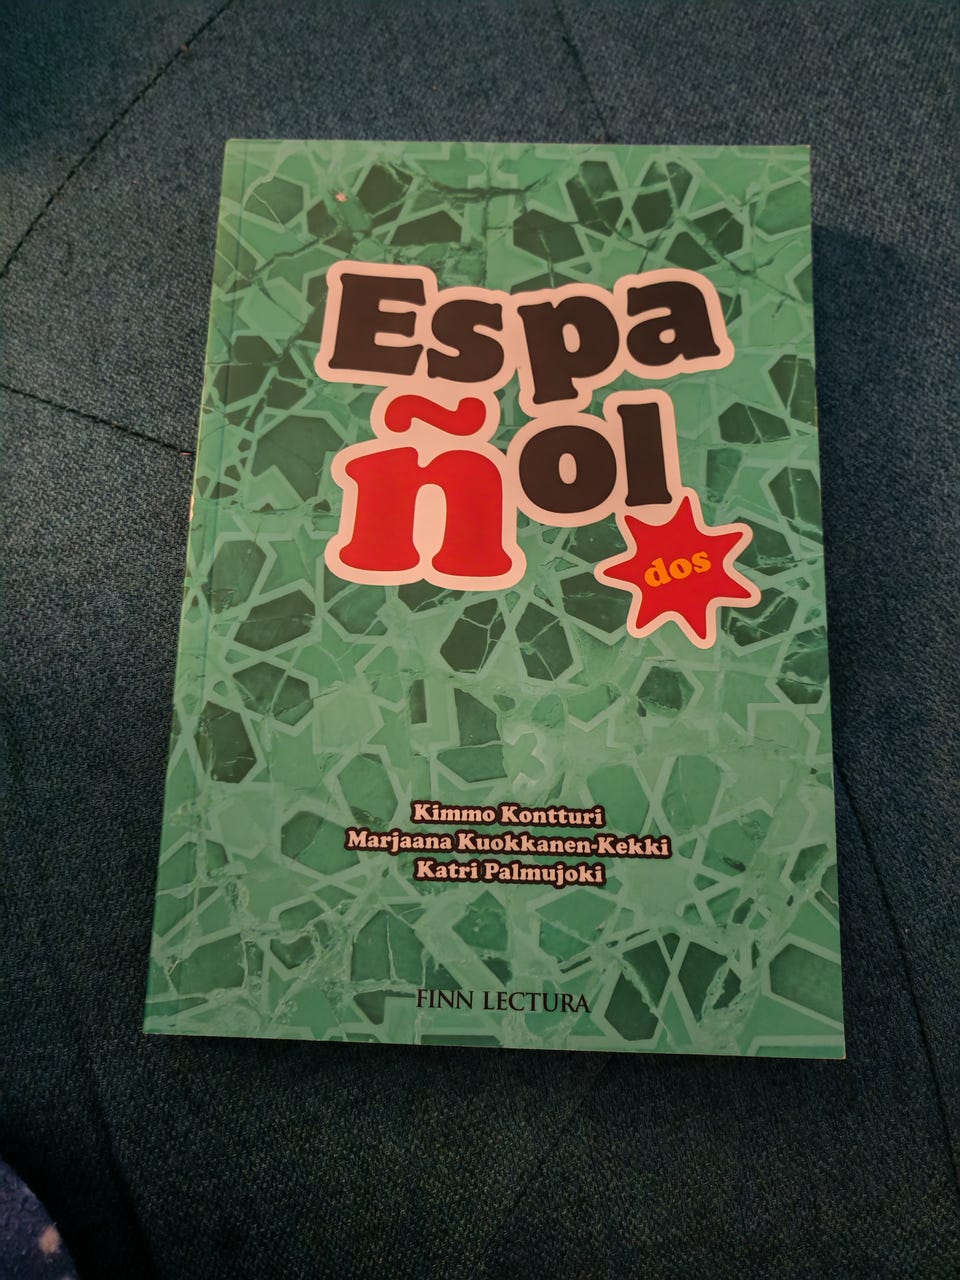 Espa
ñol
dos
Kimmo Kontturi
Marjaana Kuokkanen-Kekki
Katri Palmujoki
FINN LECTURA